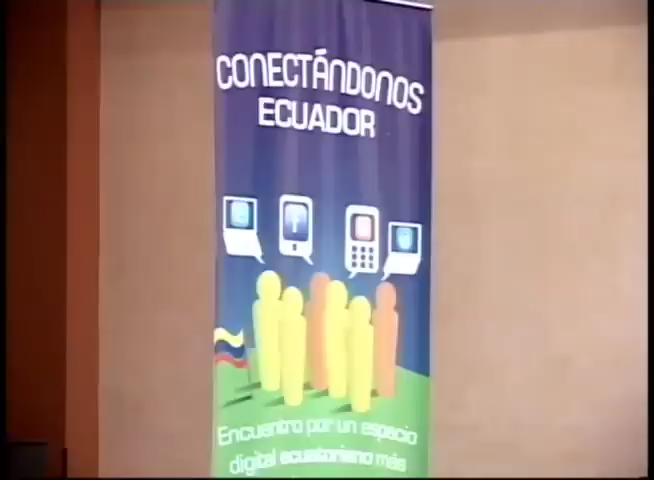 CONECTÁNDONOS
ECUADOR
Encuentro por un espacio
digital ecuatoriano más